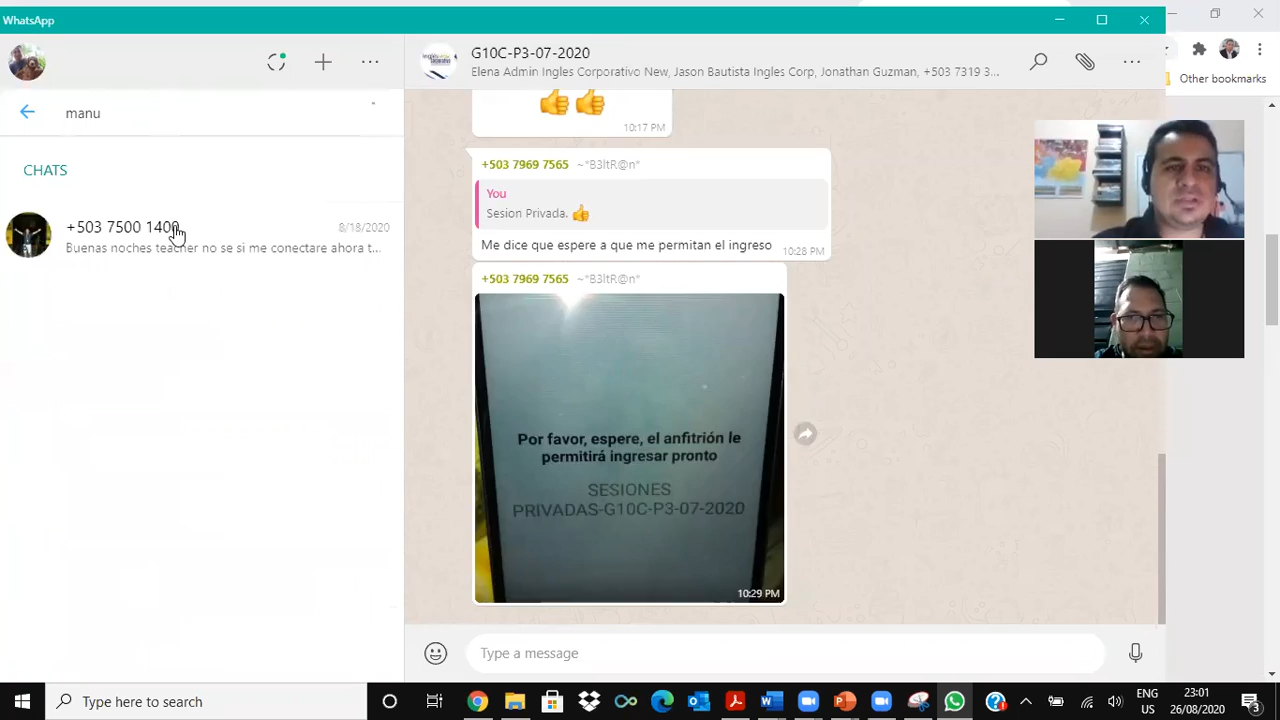 WhatsApp
manu
CHATS
+503 7500 1400
8/18/2020
Buenas noches teacher no se si me conectare ahora t...
G10C-P3-07-2020
Elena Admin Ingles Corporativo New, Jason Bautista Ingles Corp, Jonathan Guzman, +503 7319 3...
Other bookmarks
10:17 PM
+503 7969 7565 ~*B3ltR@n*
You
Sesion Privada. 👍
Me dice que espere a que me permitan el ingreso
10:28 PM
+503 7969 7565 ~*B3ltR@n*
Por favor, espere, el anfitrión le
permitirá ingresar pronto
SESIONES
PRIVADAS-G10C-P3-07-2020
10:29 PM
Type a message
Type here to search
ENG
US
23:01
26/08/2020
3